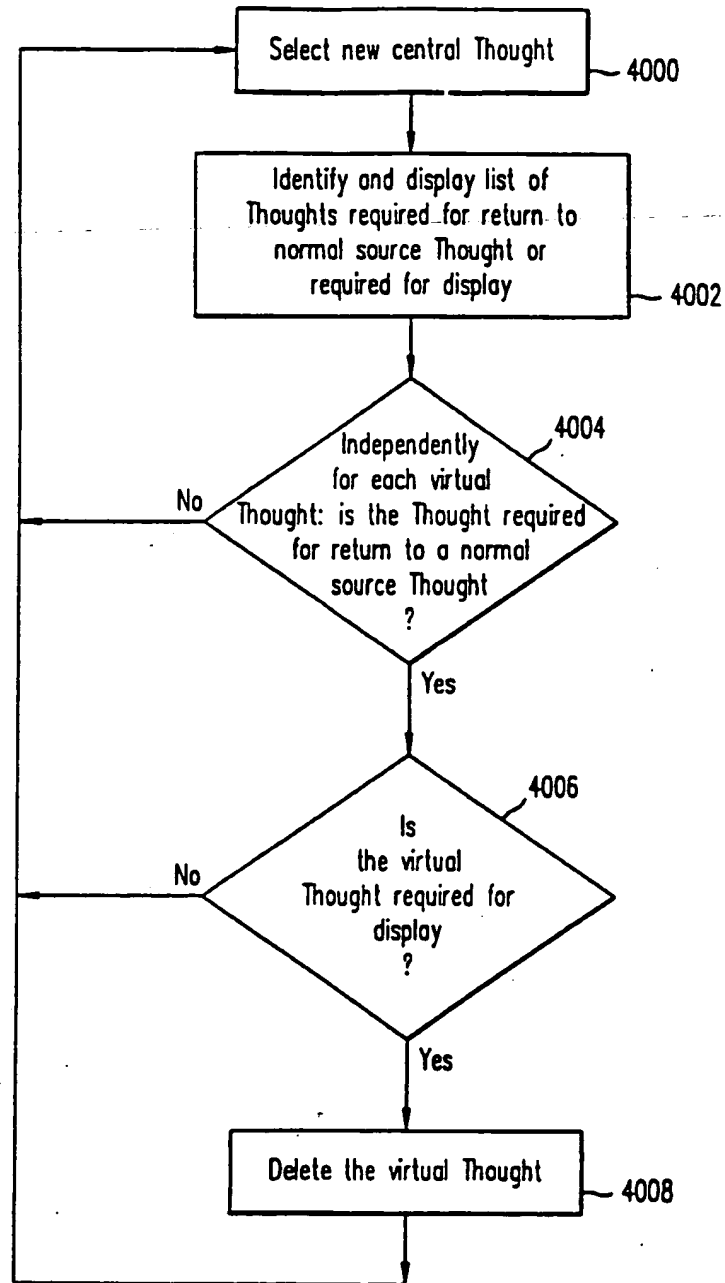 Select new central Thought
4000
Identify and display list of
Thoughts required for return to
normal source Thought or
required for display
4002
4004
Independently
for each virtual
Thought: is the Thought required
for return to a normal
source Thought
?
No
Yes
4006
Is
the virtual
Thought required for
display
?
No
Yes
Delete the virtual Thought
4008